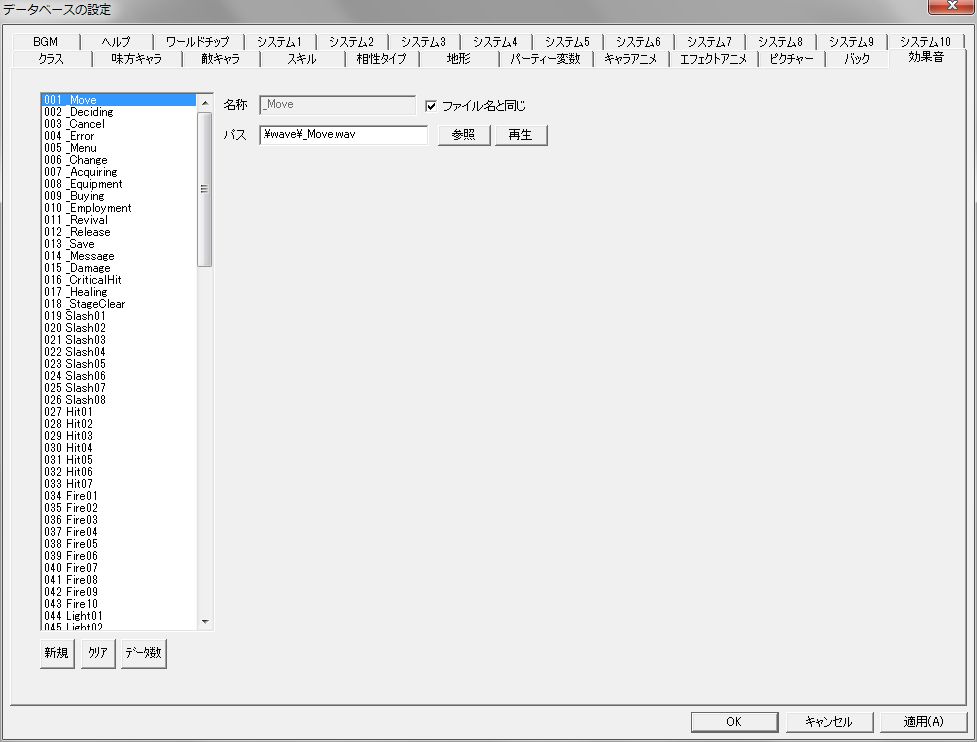 データベースの設定
BGM
ヘルプ
ワールドチップ
システム1
システム2
システム3
システム4
システム5
システム6
システム7
システム8
システム9
システム10
クラス
味方キャラ
敵キャラ
スキル
相性タイプ
地形
パーティー変数
キャラアニメ
エフェクトアニメ
ピクチャー
バック
効果音
001 _Move
002 _Deciding
003 _Cancel
004 _Error
005 _Menu
006 _Change
007 _Acquiring
008 _Equipment
009 _Buying
010 _Employment
011 _Revival
012 _Release
013 _Save
014 _Message
015 _Damage
016 _CriticalHit
017 _Healing
018 _StageClear
019 Slash01
020 Slash02
021 Slash03
022 Slash04
023 Slash05
024 Slash06
025 Slash07
026 Slash08
027 Hit01
028 Hit02
029 Hit03
030 Hit04
031 Hit05
032 Hit06
033 Hit07
034 Fire01
035 Fire02
036 Fire03
037 Fire04
038 Fire05
039 Fire06
040 Fire07
041 Fire08
042 Fire09
043 Fire10
044 Light01
045 Light02
名称 _Move ファイル名と同じ
パス ¥wave¥_Move.wav 参照 再生
新規 クリア データ数
OK キャンセル 適用(A)